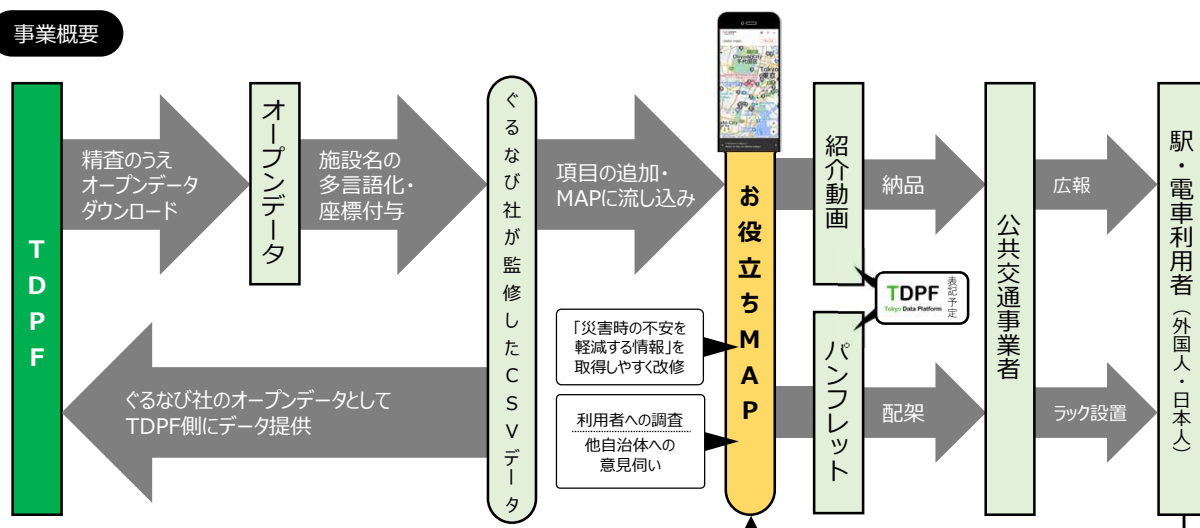 事業概要
TDPF
精査のうえ
オープンデータ
ダウンロード
オープンデータ
施設名の
多言語化・
座標付与
ぐるなび社が監修したCSVデータ
項目の追加・
MAPに流し込み
お役立ちMAP
「災害時の不安を
軽減する情報」を
取得しやすく改修
利用者への調査
他自治体への
意見伺い
ぐるなび社のオープンデータとして
TDPF側にデータ提供
紹介動画
納品
TDPF
Tokyo Data Platform
表記予定
パンフレット
配架
公共交通事業者
広報
ラック設置
駅・電車利用者（外国人・日本人）